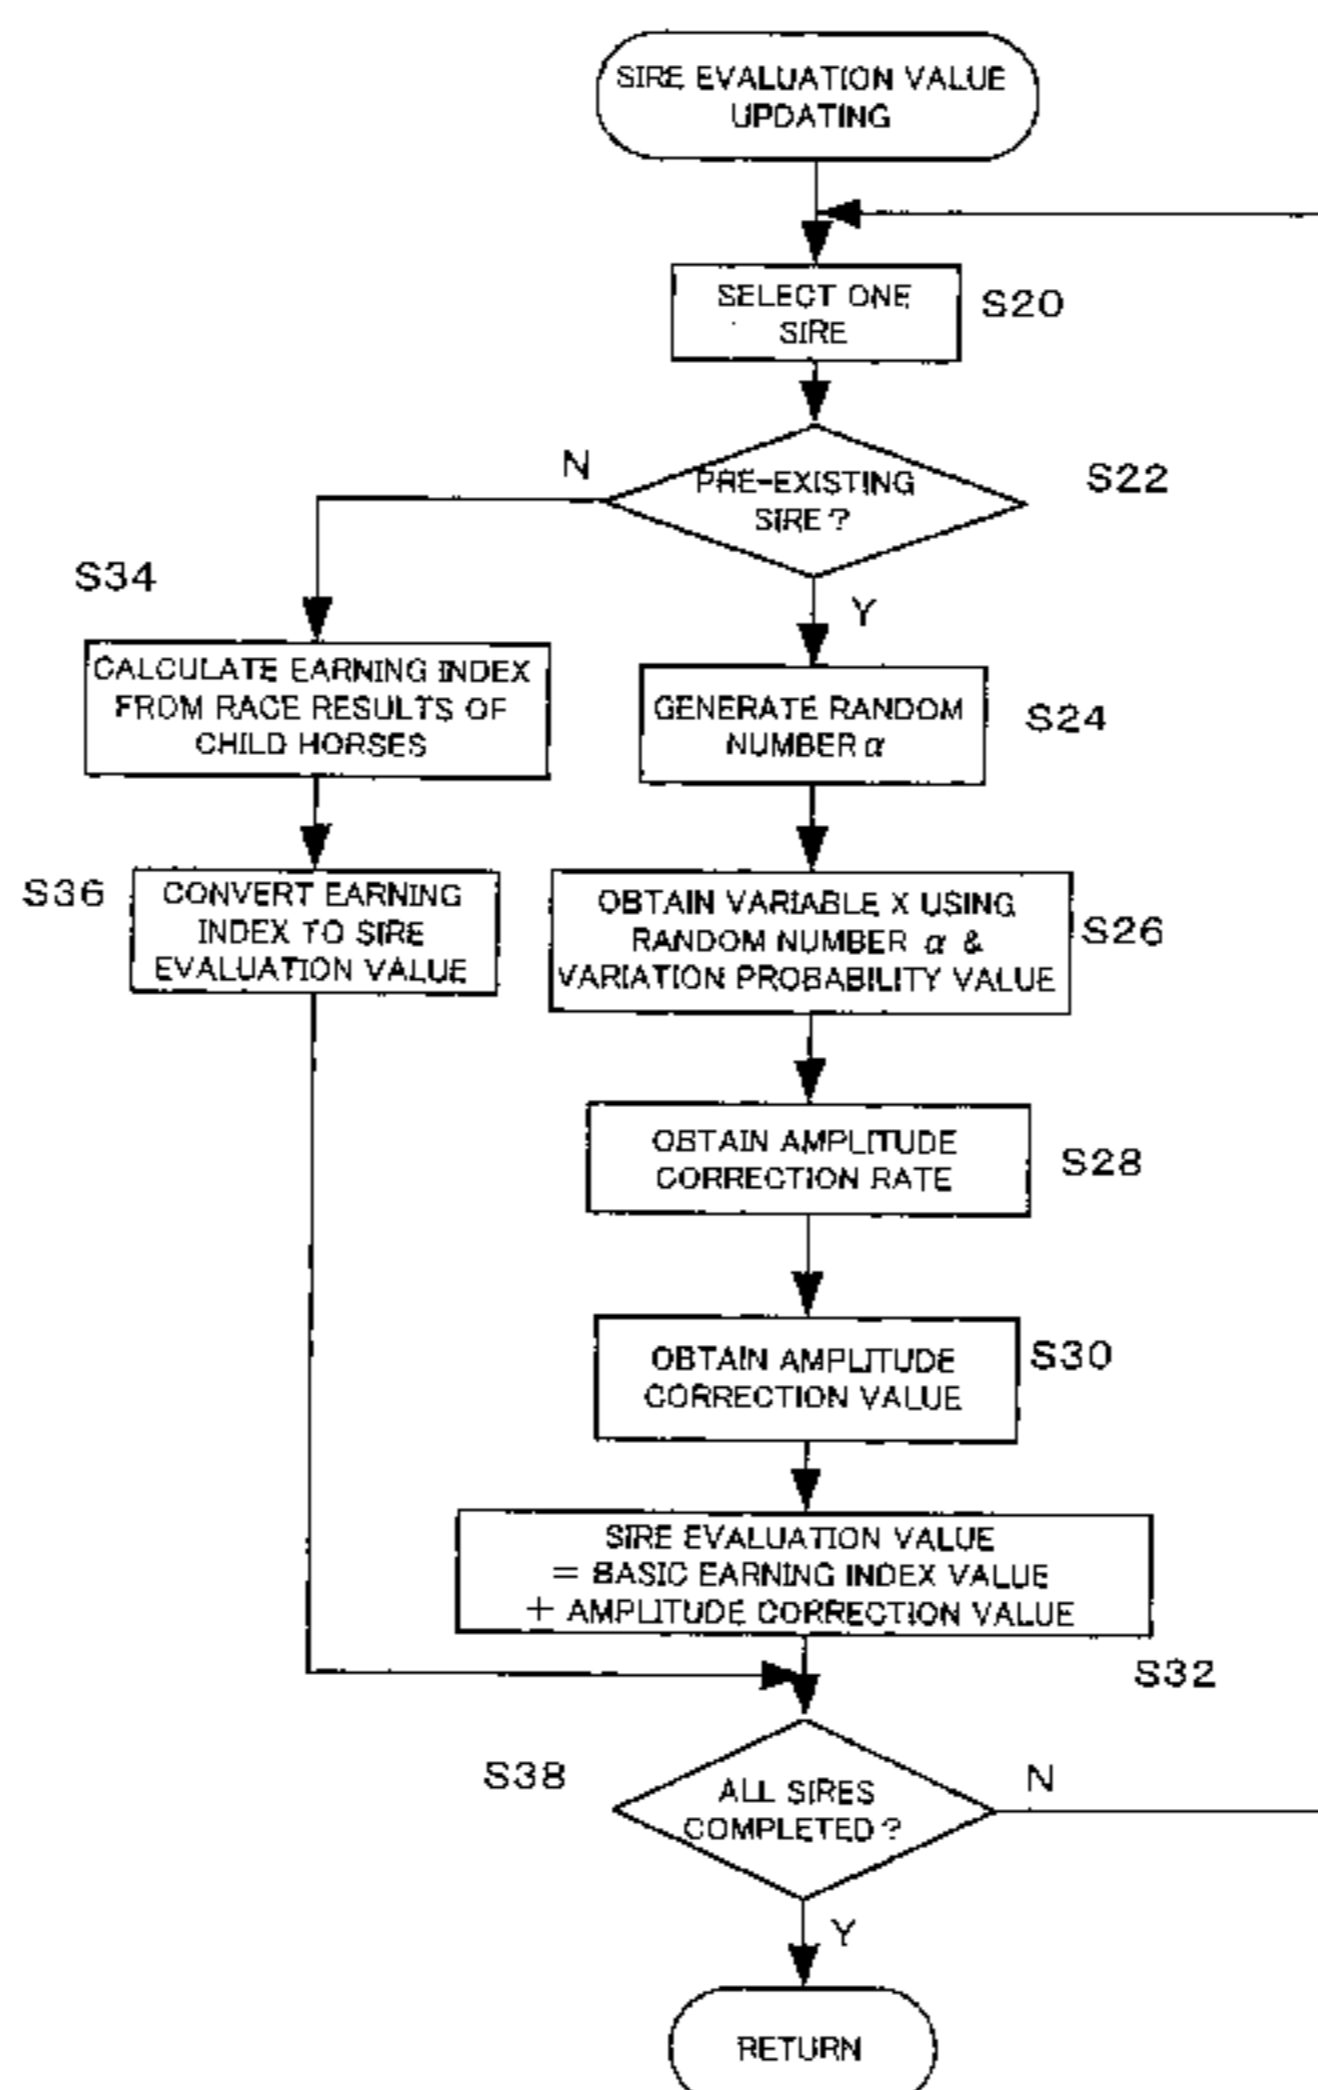 SIRE EVALUATION VALUE
UPDATING
SELECT ONE
SIRE
S20
N
PRE-EXISTING
SIRE?
S22
Y
S34
CALCULATE EARNING INDEX
FROM RACE RESULTS OF
CHILD HORSES
GENERATE RANDOM
NUMBER α
S24
S36
CONVERT EARNING
INDEX TO SIRE
EVALUATION VALUE
OBTAIN VARIABLE X USING
RANDOM NUMBER α &
VARIATION PROBABILITY VALUE
S26
OBTAIN AMPLITUDE
CORRECTION RATE
S28
OBTAIN AMPLITUDE
CORRECTION VALUE
S30
SIRE EVALUATION VALUE
= BASIC EARNING INDEX VALUE
+ AMPLITUDE CORRECTION VALUE
S32
S38
ALL SIRES
COMPLETED?
N
Y
RETURN